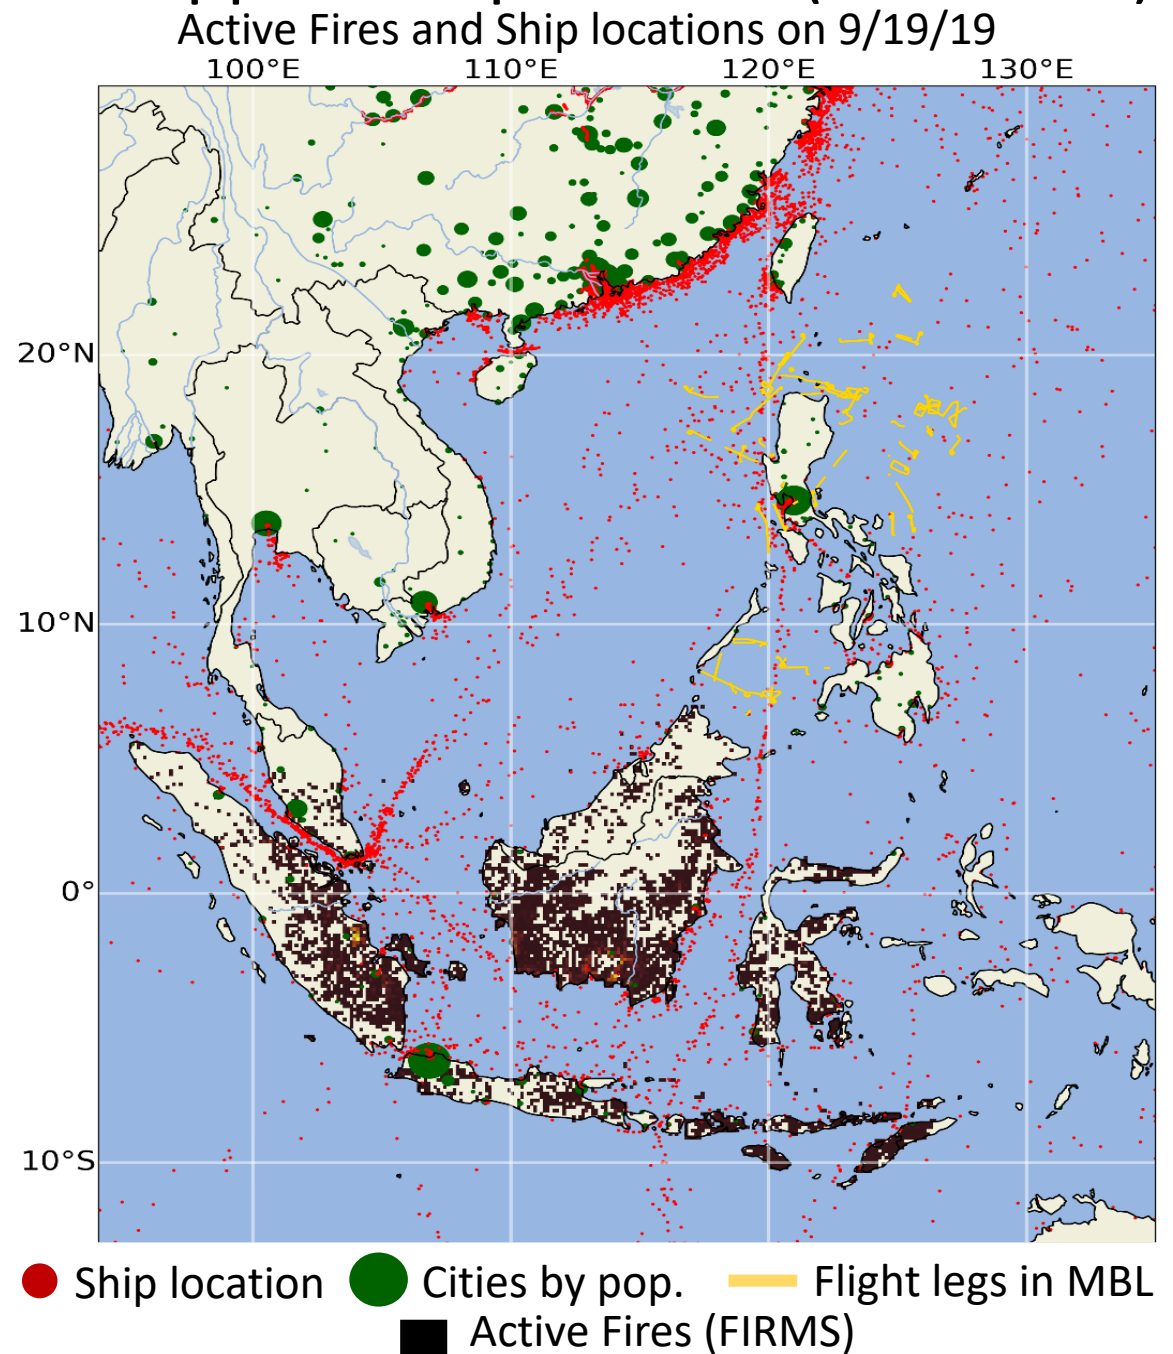 Active Fires and Ship locations on 9/19/19
100°E 110°E 120°E 130°E
20°N
10°N
0°
10°S
Ship location Cities by pop. Flight legs in MBL
Active Fires (FIRMS)